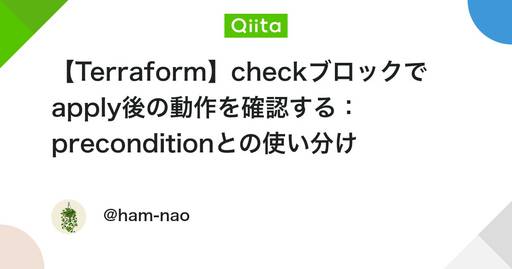 Qiita
【Terraform】checkブロックで
apply後の動作を確認する：
preconditionとの使い分け
@ham-nao